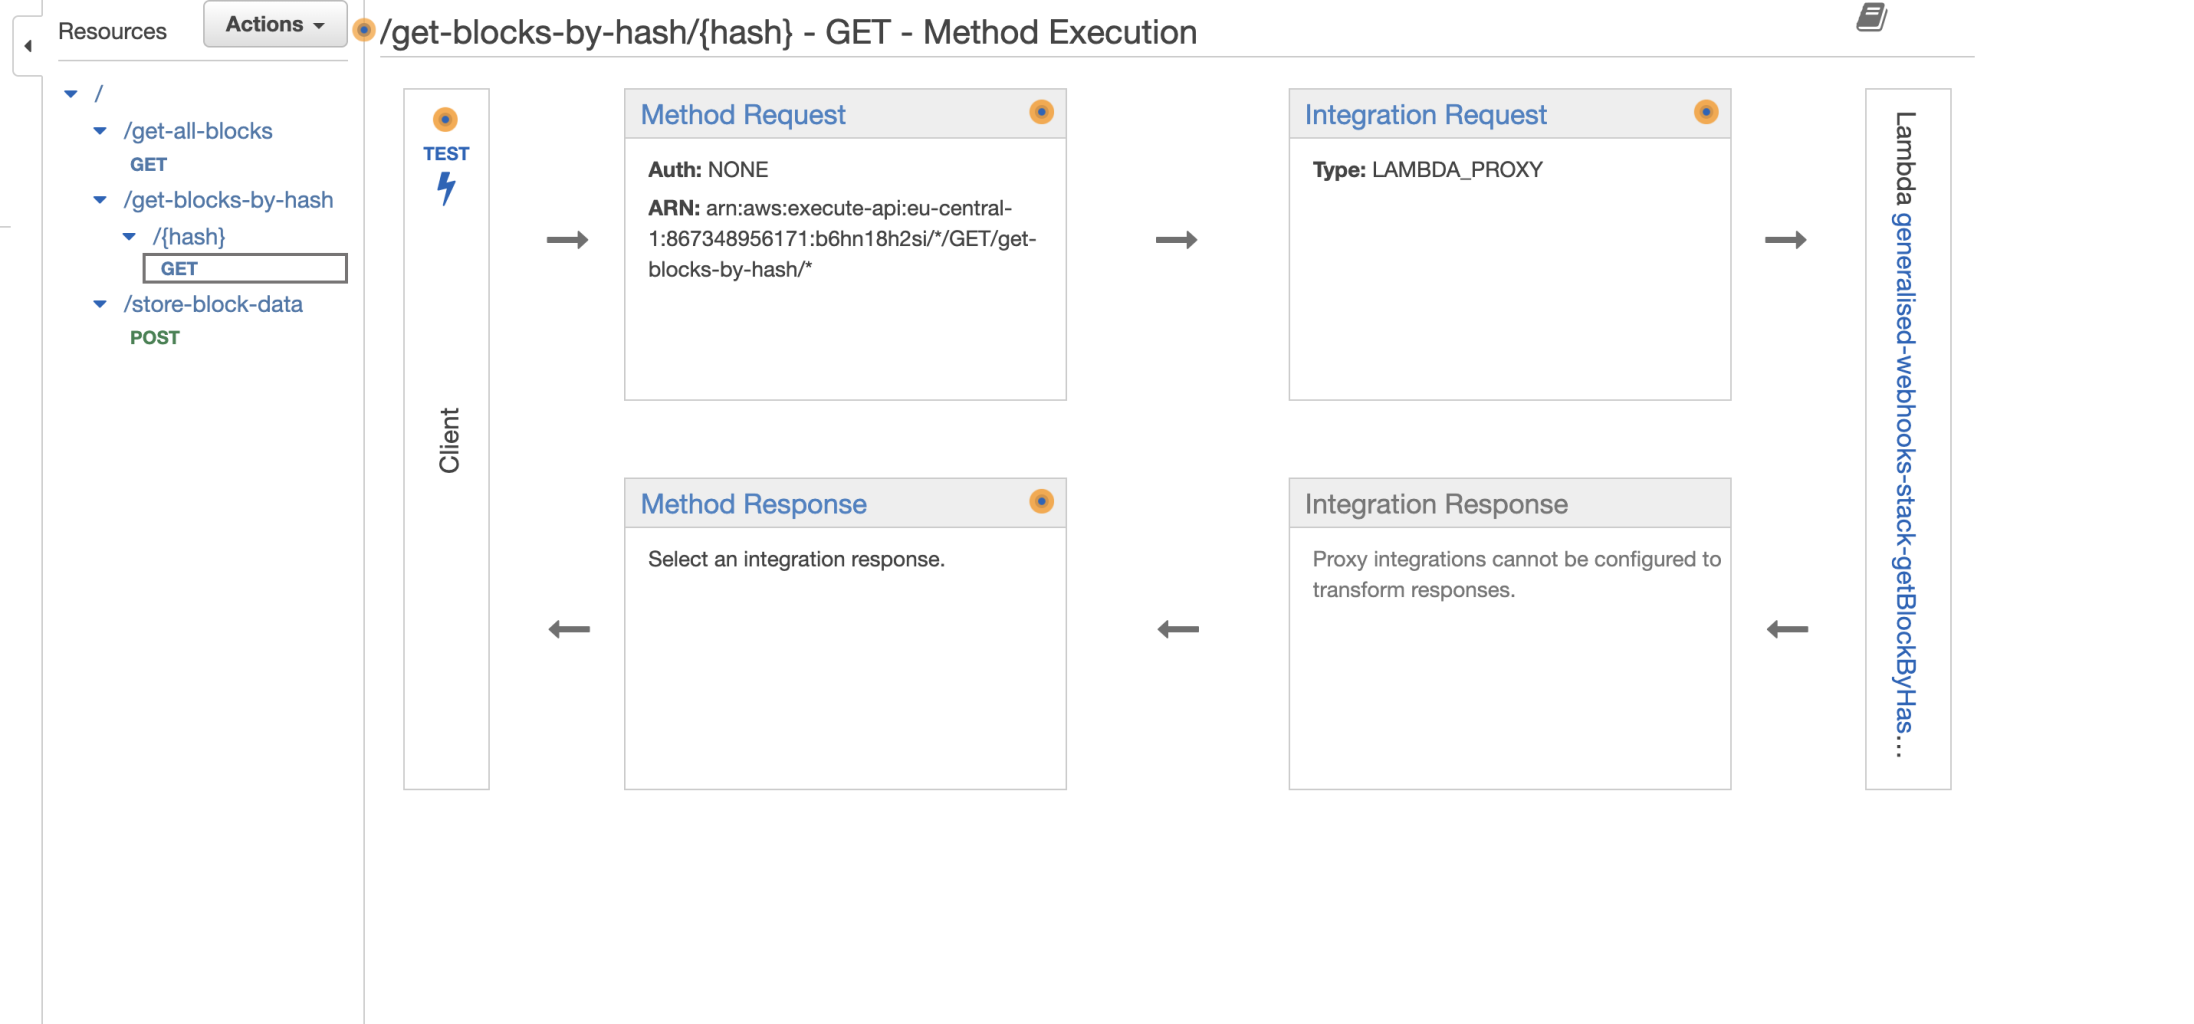 Resources
Actions
/
/get-all-blocks
GET
/get-blocks-by-hash
/{hash}
GET
/store-block-data
POST
/get-blocks-by-hash/{hash} - GET - Method Execution
TEST
Client
Method Request
Auth: NONE
ARN: arn:aws:execute-api:eu-central-
1:867348956171:b6hn18h2si/*/GET/get-
blocks-by-hash/*
Integration Request
Type: LAMBDA_PROXY
Method Response
Select an integration response.
Integration Response
Proxy integrations cannot be configured to
transform responses.
Lambda generalised-webhooks-stack-getBlockByHas...